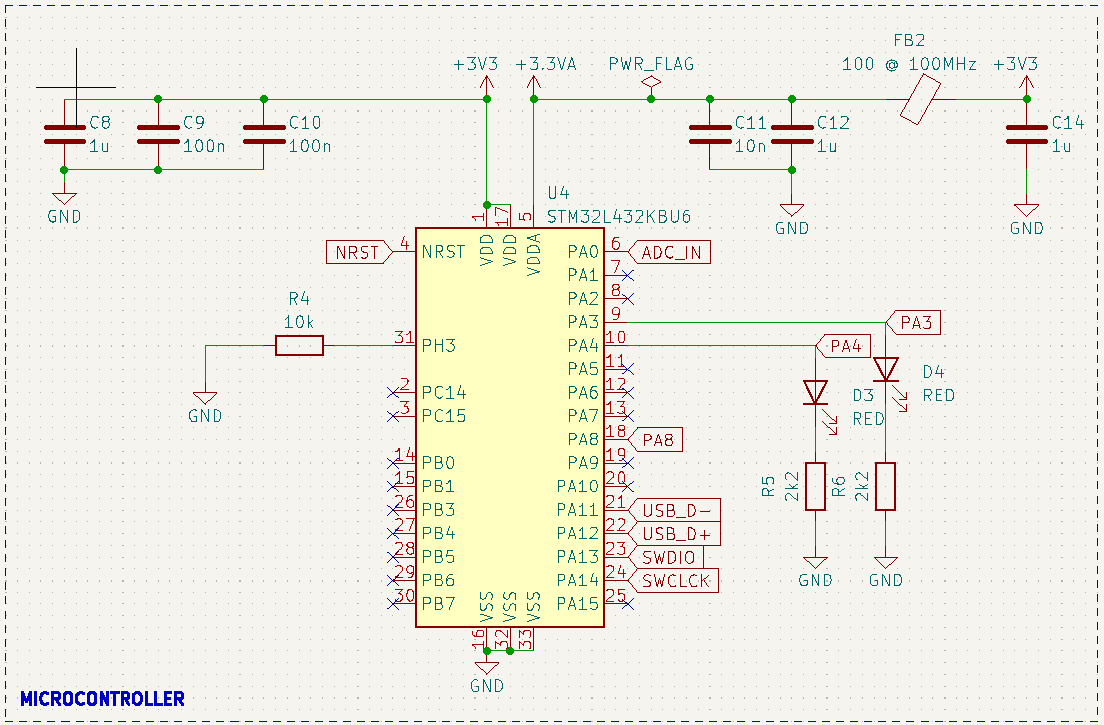 FB2
+3V3
+3.3VA
PWR_FLAG
100 @ 100MHz
+3V3
C8
1u
C9
100n
C10
100n
C11
10n
C12
1u
C14
1u
GND
GND
GND
U4
STM32L432KBU6
1
17
5
VDD
VDD
VDDA
NRST
4
NRST
PA0
6
ADC_IN
PA1
7
PA2
8
R4
10k
PA3
9
PA3
31
PH3
PA4
10
PA4
PA5
11
D4
RED
D3
RED
GND
2
PC14
PA6
12
3
PC15
PA7
13
PA8
18
PA8
14
PB0
PA9
19
15
PB1
PA10
20
R5
2k2
R6
2k2
26
PB3
PA11
21
USB_D-
27
PB4
PA12
22
USB_D+
28
PB5
PA13
23
SWDIO
29
PB6
PA14
24
SWCLCK
30
PB7
PA15
25
GND
GND
VSS
VSS
VSS
16
32
33
GND
MICROCONTROLLER